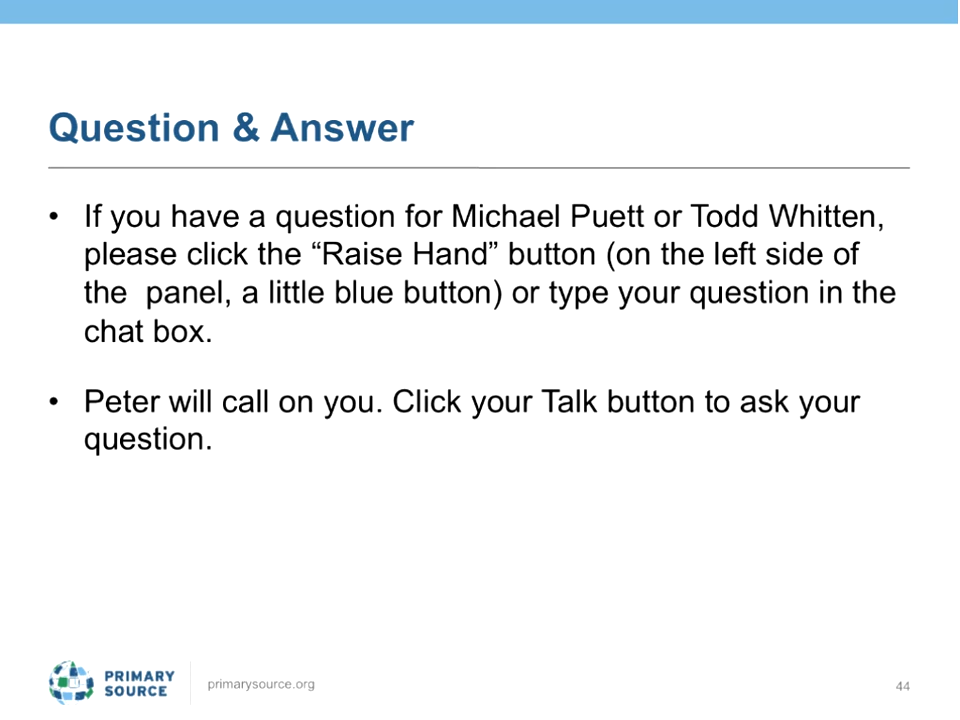 Question & Answer
• If you have a question for Michael Puett or Todd Whitten,
please click the “Raise Hand” button (on the left side of
the  panel, a little blue button) or type your question in the
chat box.
• Peter will call on you. Click your Talk button to ask your
question.
PRIMARY
SOURCE
primarysource.org
44